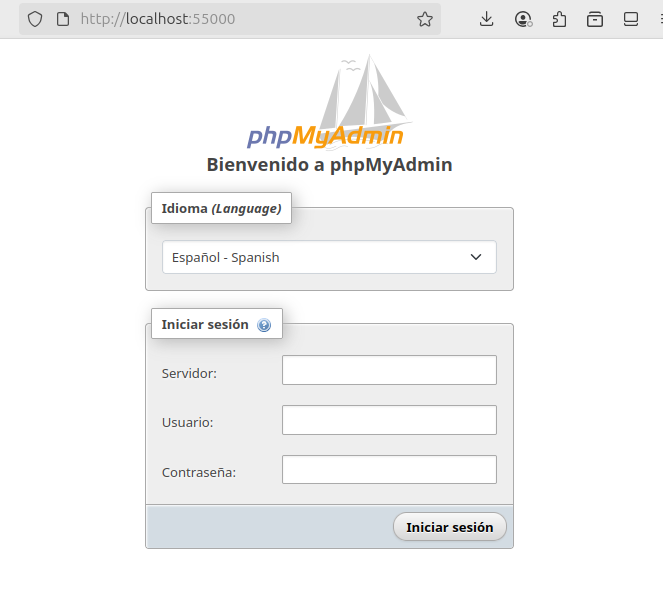 http://localhost:55000
phpMyAdmin
Bienvenido a phpMyAdmin
Idioma (Language)
Español - Spanish
Iniciar sesión
Servidor:
Usuario:
Contraseña:
Iniciar sesión